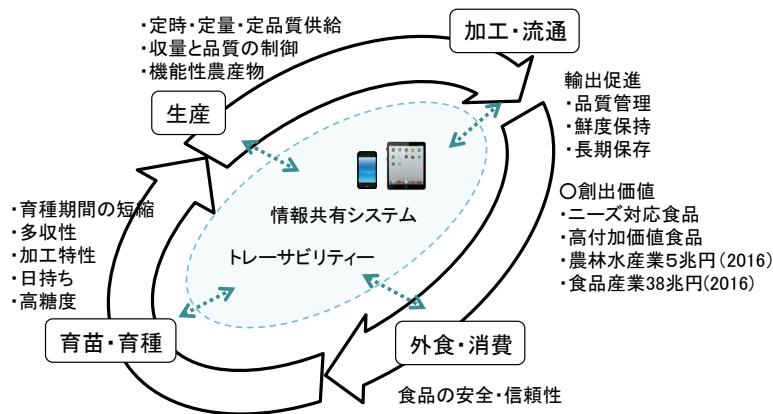 ・定時・定量・定品質供給
・収量と品質の制御
・機能性農産物
加工・流通
生産
輸出促進
・品質管理
・鮮度保持
・長期保存
○創出価値
・ニーズ対応食品
・高付加価値食品
・農林水産業5兆円(2016)
・食品産業38兆円(2016)
情報共有システム
トレーサビリティー
・育種期間の短縮
・多収性
・加工特性
・日持ち
・高糖度
育苗・育種
外食・消費
食品の安全・信頼性